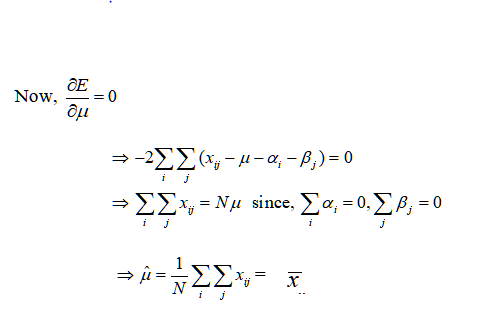 Now, ∂E/∂μ = 0
⇒ −2∑_i ∑_j (x_ij − μ − α_i − β_j) = 0
⇒ ∑_i ∑_j x_ij = Nμ since, ∑_i α_i = 0, ∑_j β_j = 0
⇒ μ̂ = 1/N ∑_i ∑_j x_ij = x̅..